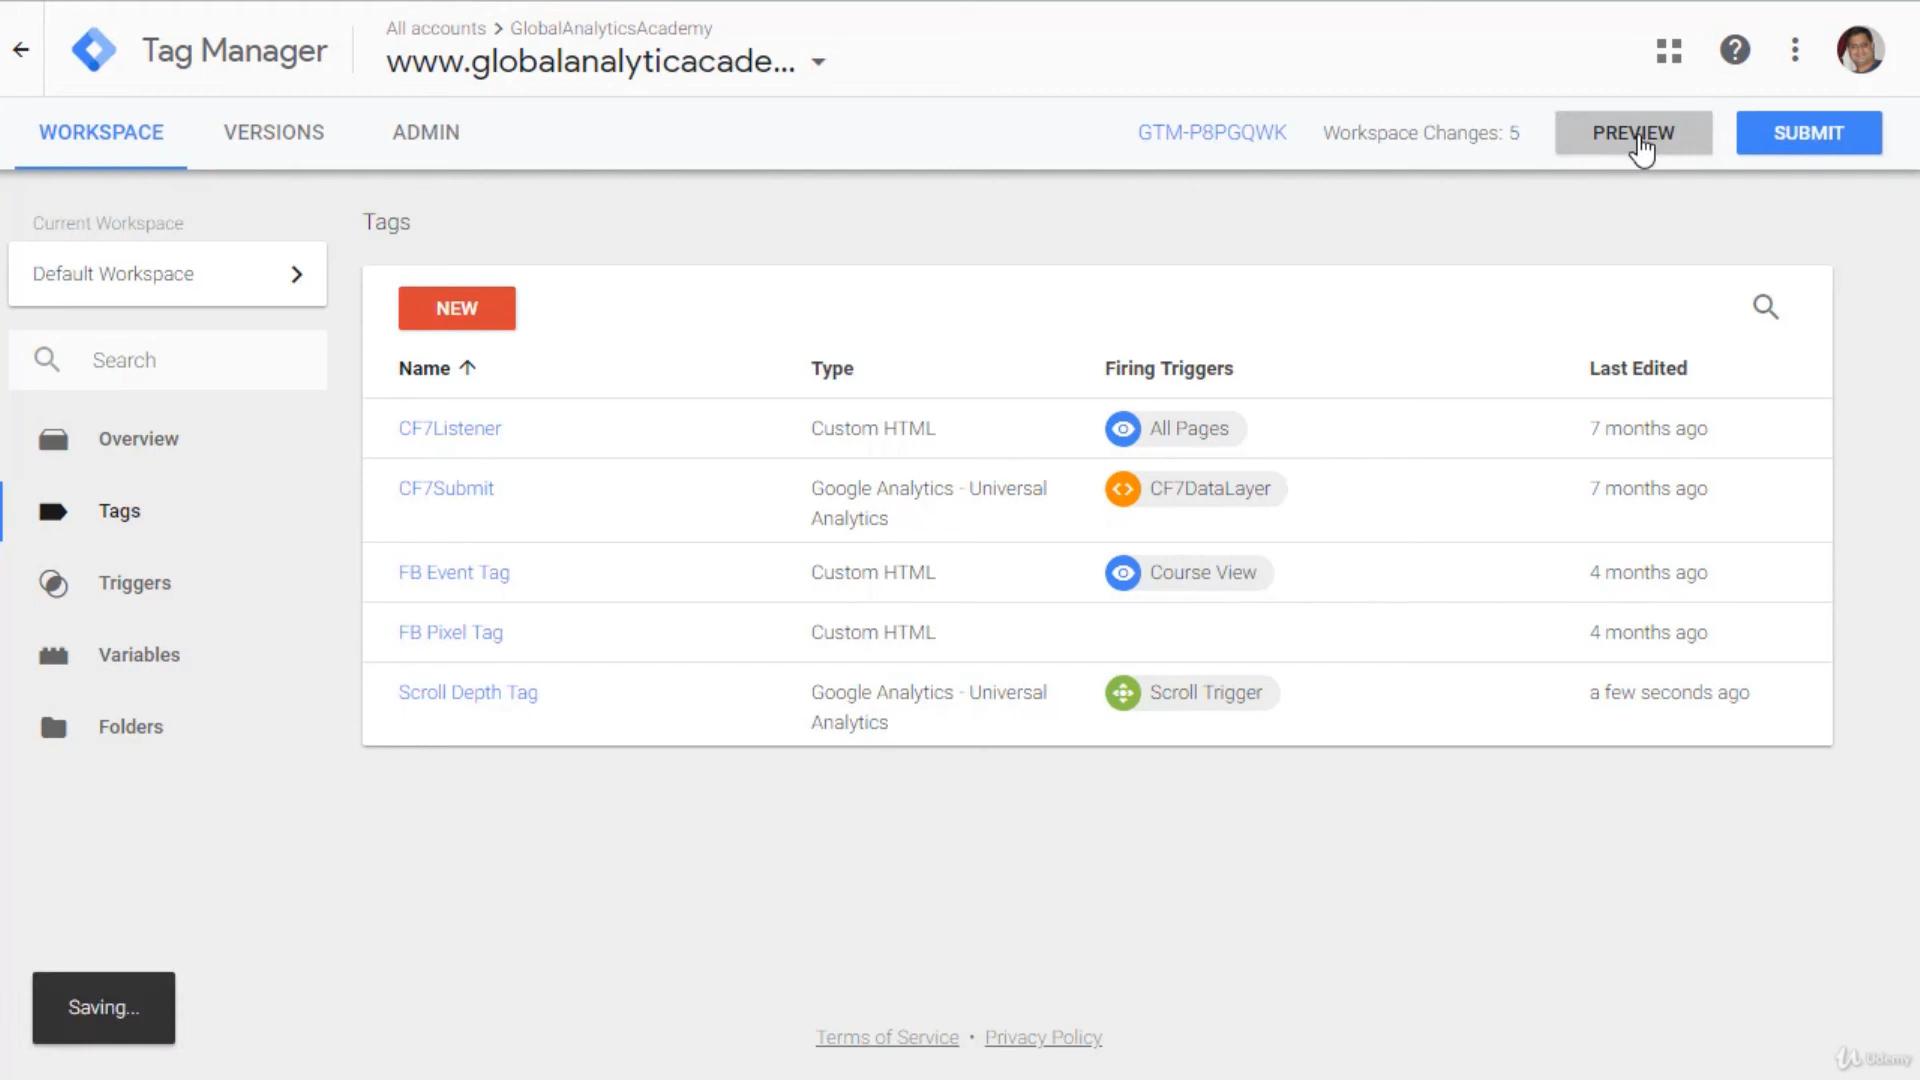 All accounts > GlobalAnalyticsAcademy
Tag Manager
www.globalanalyticacade...
WORKSPACE VERSIONS ADMIN GTM-P8PGQWK Workspace Changes: 5 PREVIEW SUBMIT
Current Workspace
Tags
Default Workspace
NEW
Search
Name Type Firing Triggers Last Edited
CF7Listener Custom HTML All Pages 7 months ago
Overview
CF7Submit Google Analytics - Universal Analytics CF7DataLayer 7 months ago
Tags
FB Event Tag Custom HTML Course View 4 months ago
Triggers
FB Pixel Tag Custom HTML 4 months ago
Variables
Scroll Depth Tag Google Analytics - Universal Analytics Scroll Trigger a few seconds ago
Folders
Saving...
Terms of Service • Privacy Policy
Udemy